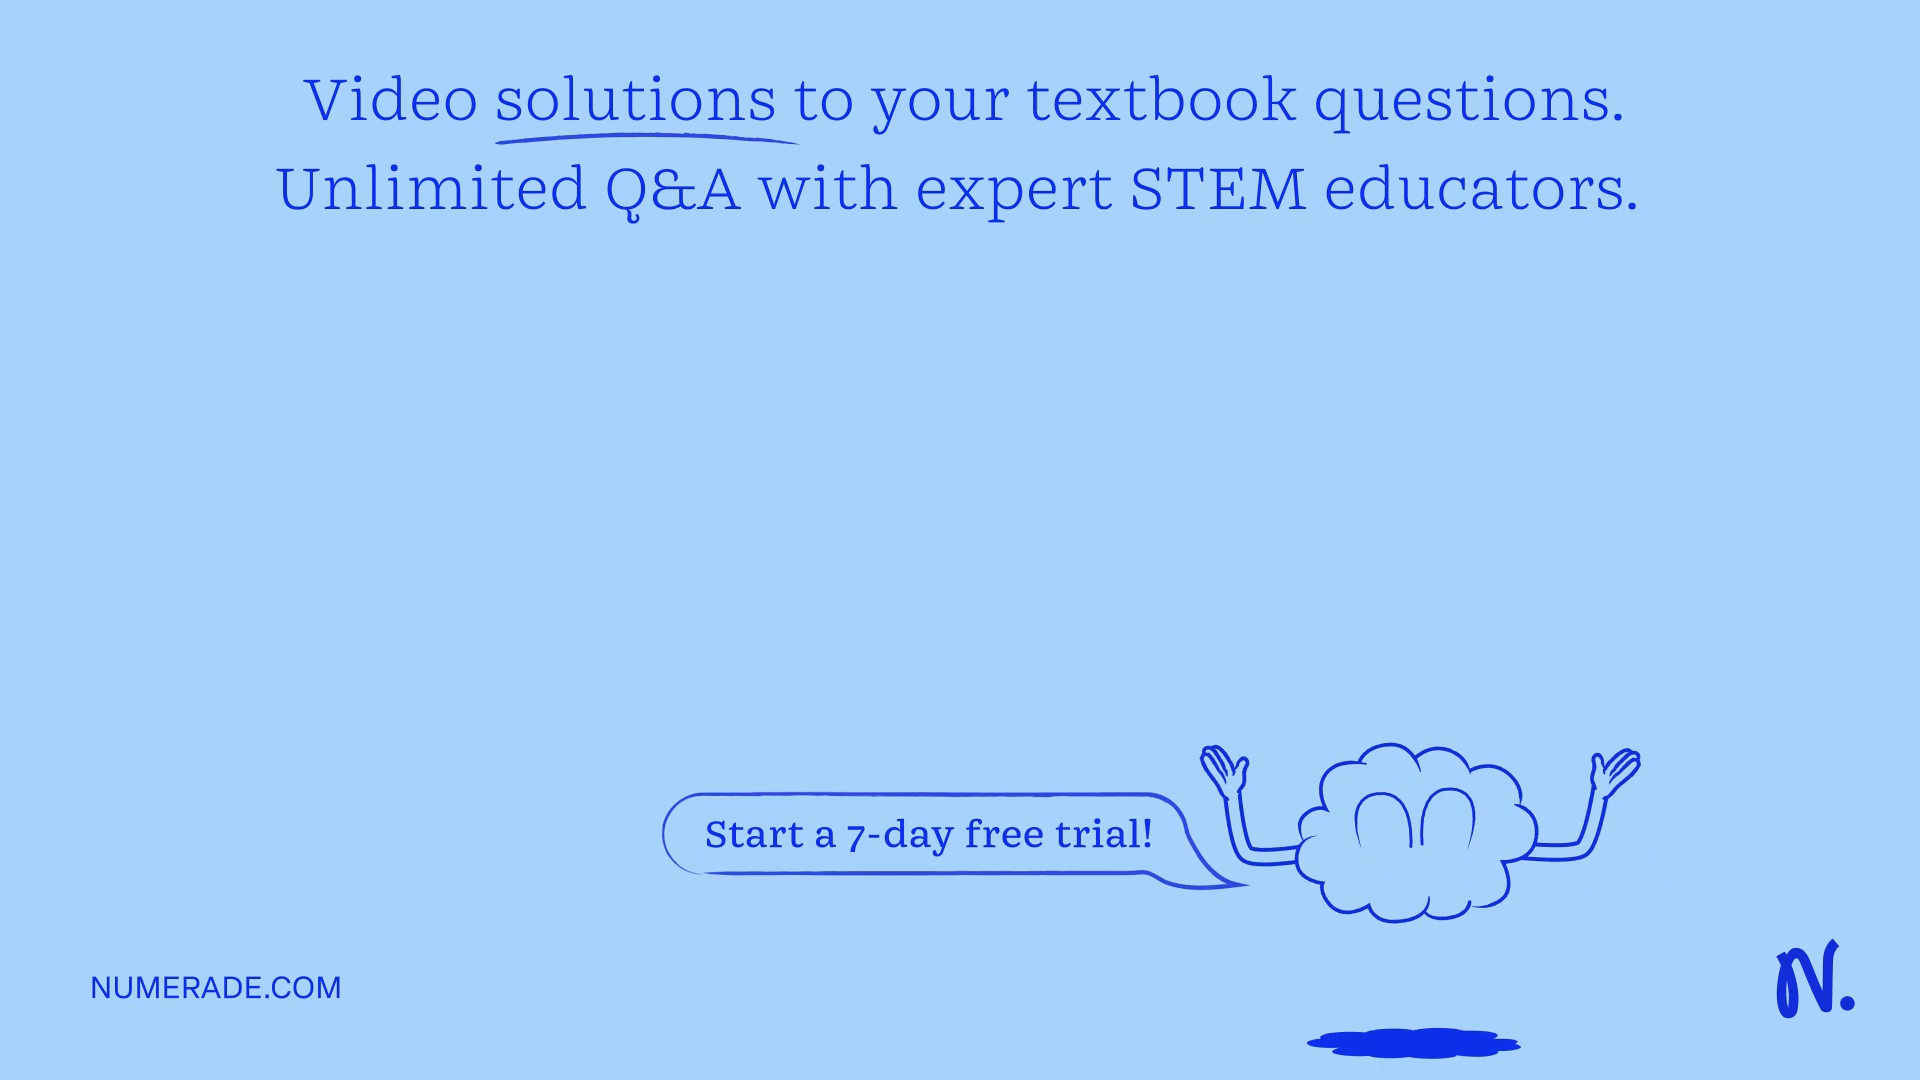 Video solutions to your textbook questions.
Unlimited Q&A with expert STEM educators.
Start a 7-day free trial!
NUMERADE.COM
N.